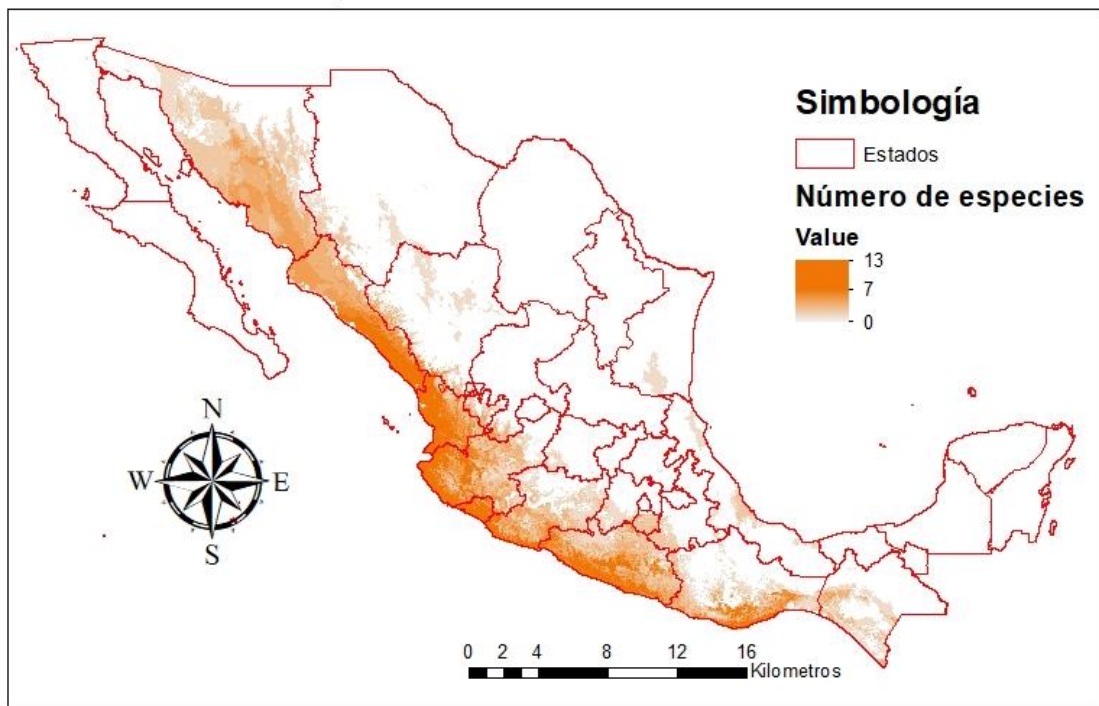 Simbología
Estados
Número de especies
Value
13
7
0
N
W E
S
0 2 4 8 12 16
Kilometros